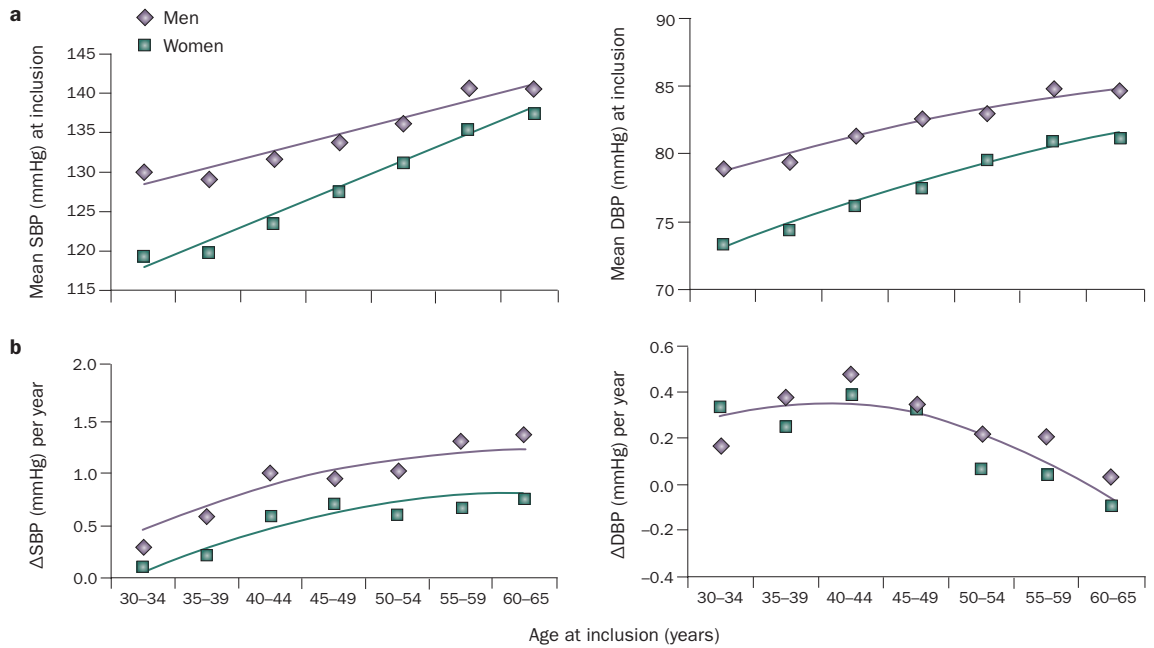 a
Men
Women
Mean SBP (mmHg) at inclusion
145
140
135
130
125
120
115
Mean DBP (mmHg) at inclusion
90
85
80
75
70
b
ΔSBP (mmHg) per year
2.0
1.5
1.0
0.5
0.0
30–34 35–39 40–44 45–49 50–54 55–59 60–65
ΔDBP (mmHg) per year
0.6
0.4
0.2
0.0
–0.2
–0.4
30–34 35–39 40–44 45–49 50–54 55–59 60–65
Age at inclusion (years)